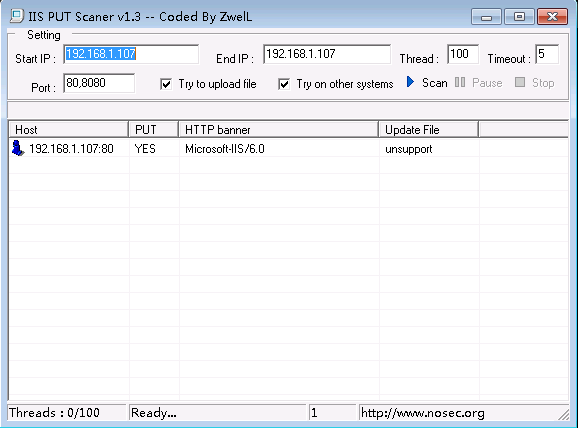 IIS PUT Scaner v1.3 -- Coded By ZwelL
Setting
Start IP : 192.168.1.107 End IP : 192.168.1.107 Thread : 100 Timeout : 5
Port : 80,8080 Try to upload file Try on other systems Scan Pause Stop
Host PUT HTTP banner Update File
192.168.1.107:80 YES Microsoft-IIS/6.0 unsupport
Threads : 0/100 Ready... 1 http://www.nosec.org